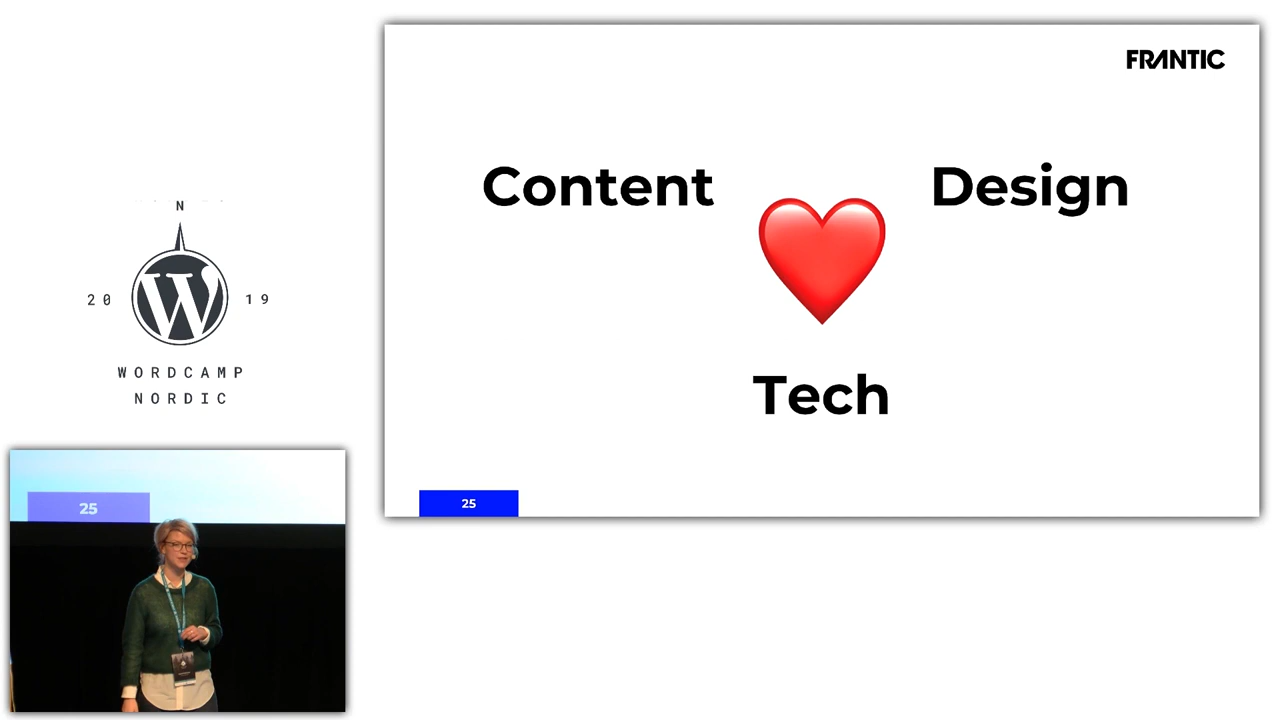 FRANTIC
Content
Design
Tech
25
N
20 19
WORDCAMP
NORDIC
25